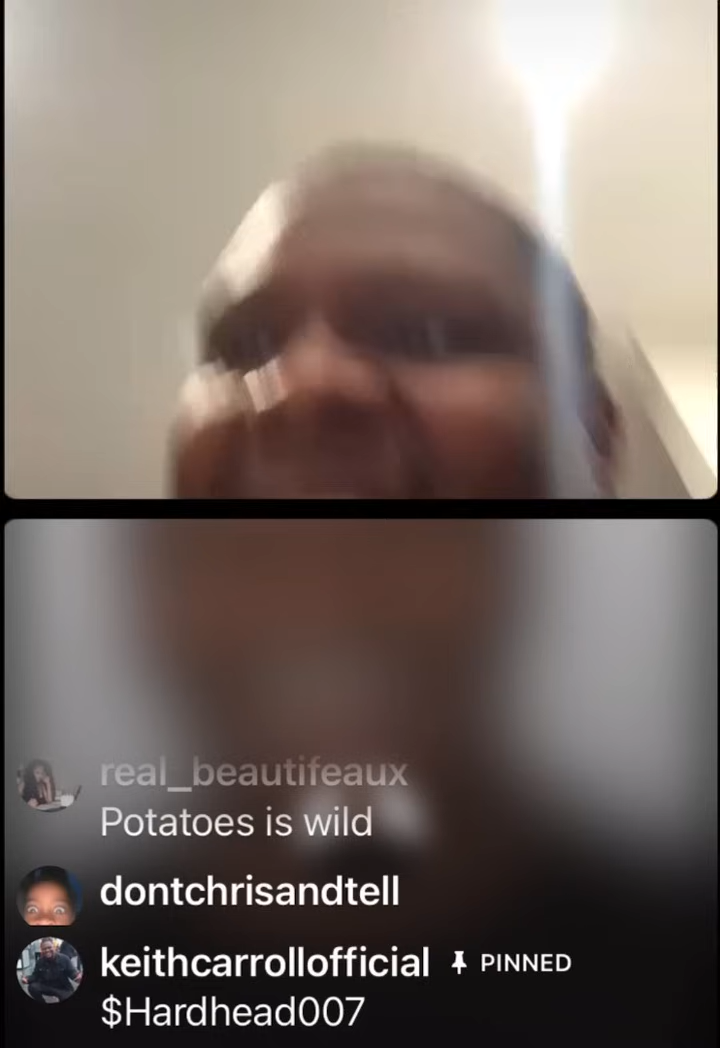 real_beautifeaux
Potatoes is wild
dontchrisandtell
keithcarrollofficial PINNED
$Hardhead007